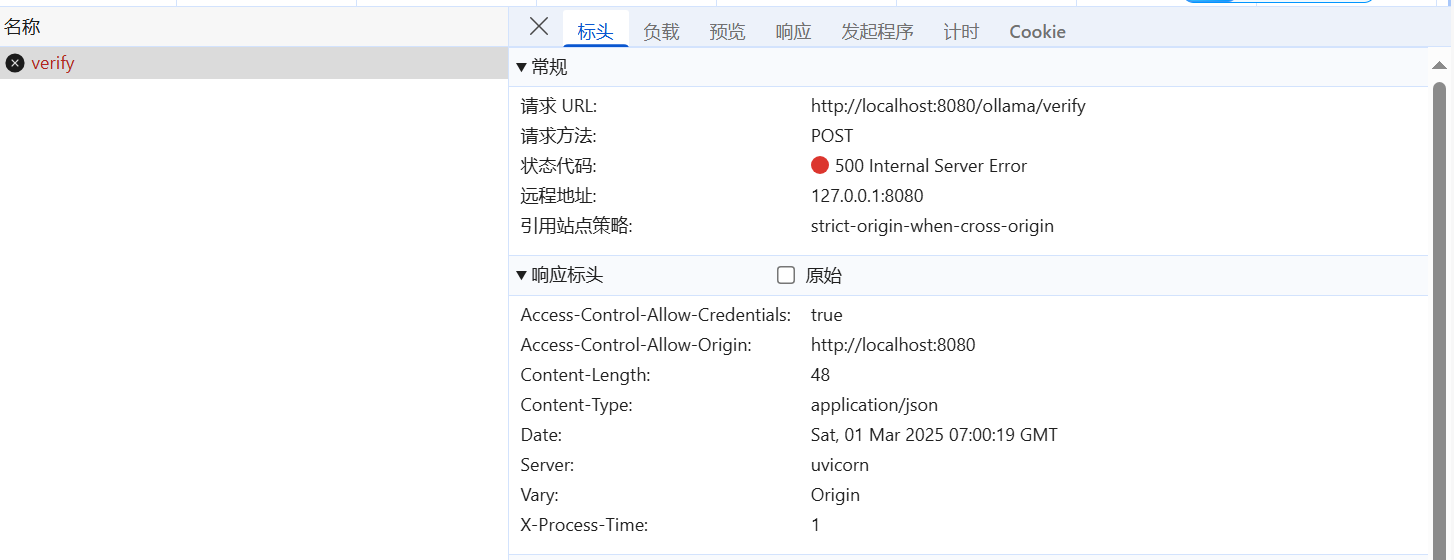 名称
标头 负载 预览 响应 发起程序 计时 Cookie
verify
常规
请求 URL: http://localhost:8080/ollama/verify
请求方法: POST
状态代码: 500 Internal Server Error
远程地址: 127.0.0.1:8080
引用站点策略: strict-origin-when-cross-origin
响应标头 原始
Access-Control-Allow-Credentials: true
Access-Control-Allow-Origin: http://localhost:8080
Content-Length: 48
Content-Type: application/json
Date: Sat, 01 Mar 2025 07:00:19 GMT
Server: uvicorn
Vary: Origin
X-Process-Time: 1